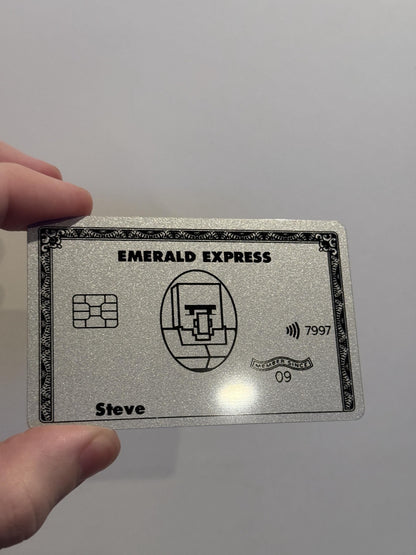 EMERALD EXPRESS
7997
MEMBER SINCE
09
Steve